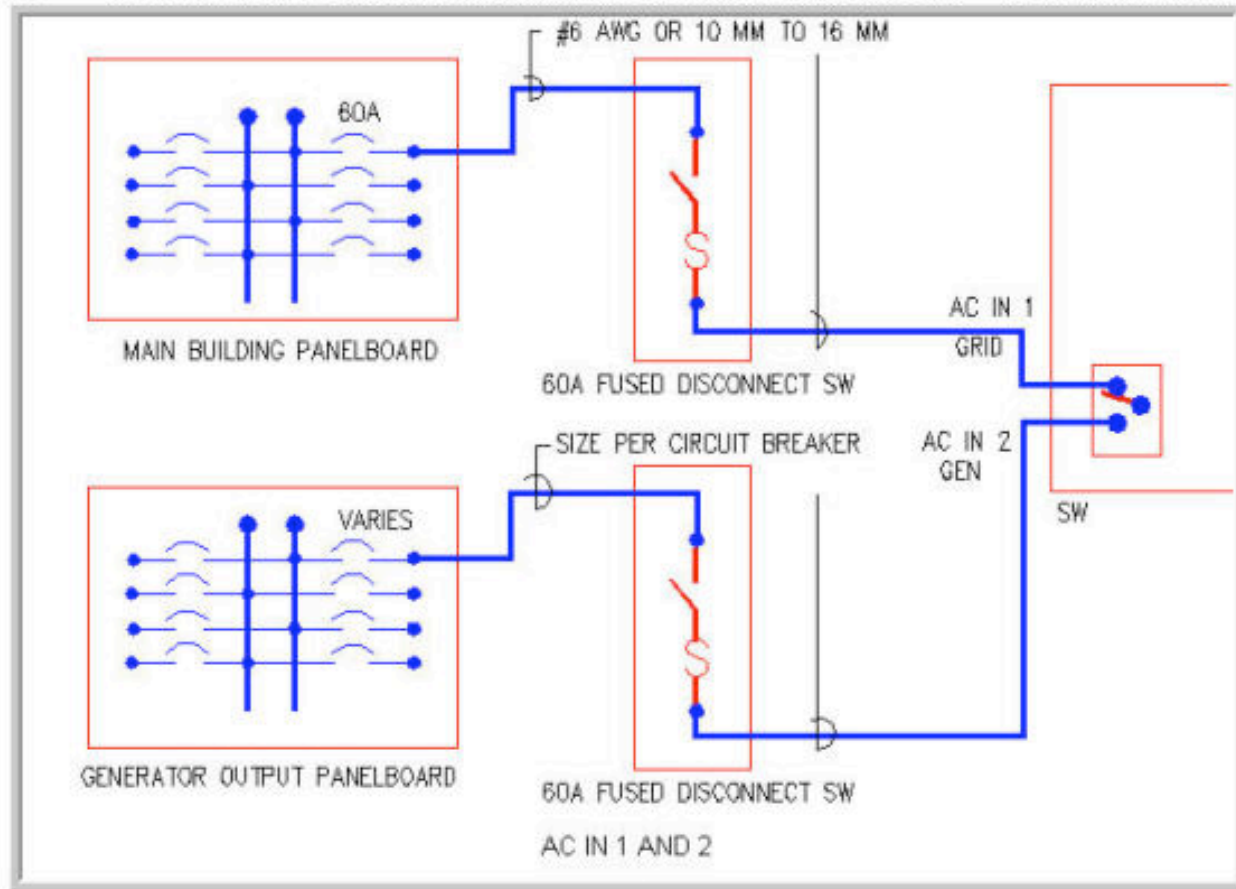 #6 AWG OR 10 MM TO 16 MM
60A
MAIN BUILDING PANELBOARD
60A FUSED DISCONNECT SW
AC IN 1
GRID
SIZE PER CIRCUIT BREAKER
AC IN 2
GEN
SW
VARIES
GENERATOR OUTPUT PANELBOARD
60A FUSED DISCONNECT SW
AC IN 1 AND 2